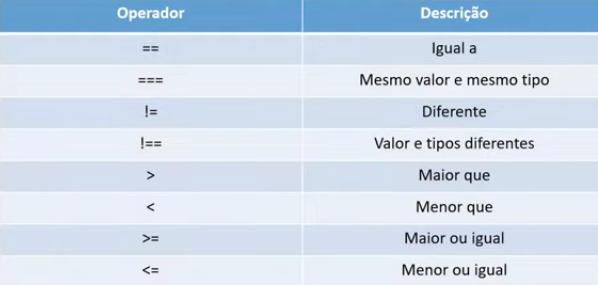 Operador Descrição
== Igual a
=== Mesmo valor e mesmo tipo
!= Diferente
!== Valor e tipos diferentes
> Maior que
< Menor que
>= Maior ou igual
<= Menor ou igual